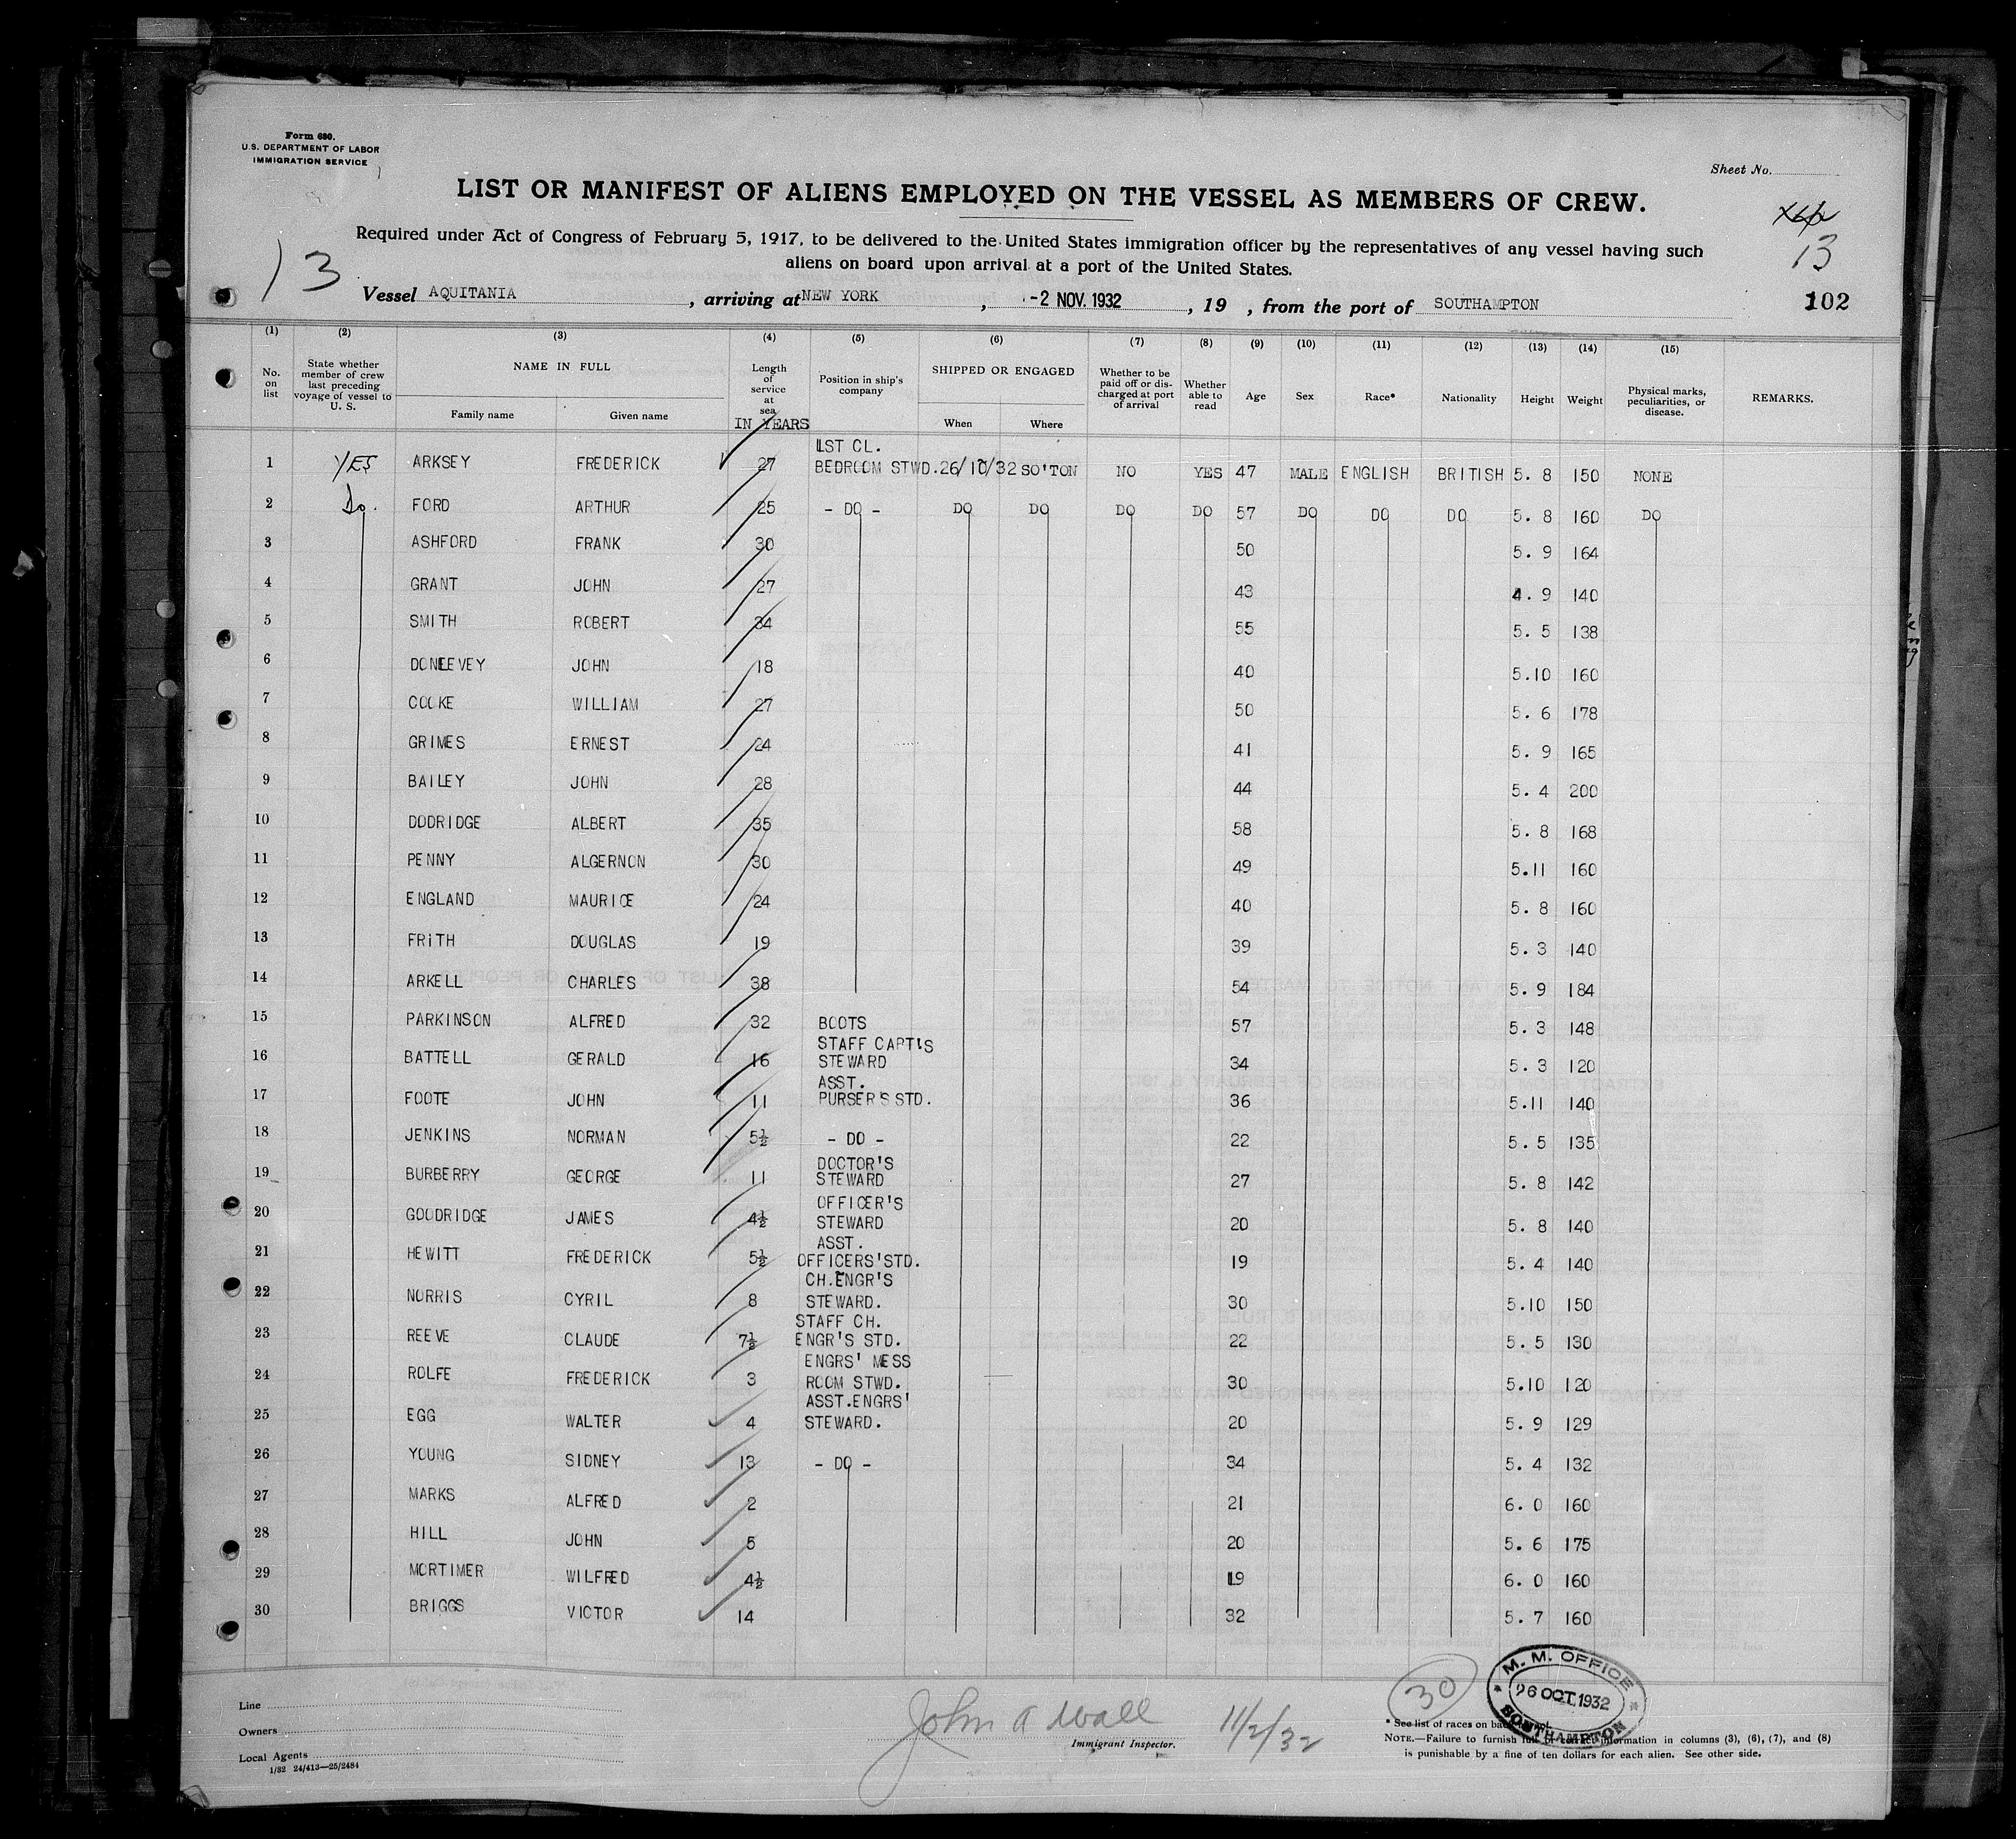 Form 680.
U.S. DEPARTMENT OF LABOR
IMMIGRATION SERVICE
Sheet No.
LIST OR MANIFEST OF ALIENS EMPLOYED ON THE VESSEL AS MEMBERS OF CREW.
Required under Act of Congress of February 5, 1917, to be delivered to the United States immigration officer by the representatives of any vessel having such
aliens on board upon arrival at a port of the United States.
13
13
Vessel AQUITANIA, arriving at NEW YORK, -2 NOV. 1932, 19 , from the port of SOUTHAMPTON
102
(1) (2) (3) (4) (5) (6) (7) (8) (9) (10) (11) (12) (13) (14) (15)
No. on list State whether member of crew last preceding voyage of vessel to U. S. NAME IN FULL Family name Given name Length of service at sea IN YEARS Position in ship's company SHIPPED OR ENGAGED When Where Whether to be paid off or discharged at port of arrival Whether able to read Age Sex Race* Nationality Height Weight Physical marks, peculiarities, or disease. REMARKS.
1 YES ARKSEY FREDERICK 27 1ST CL. BEDROOM STWD. 26/10/32 SO'TON NO YES 47 MALE ENGLISH BRITISH 5. 8 150 NONE
2 Do. FORD ARTHUR 25 - DO - DO DO DO DO 57 DO DO DO 5. 8 160 DO
3 ASHFORD FRANK 30 50 5. 9 164
4 GRANT JOHN 27 43 4. 9 140
5 SMITH ROBERT 34 55 5. 5 138
6 DONLEVEY JOHN 18 40 5.10 160
7 COOKE WILLIAM 27 50 5. 6 178
8 GRIMES ERNEST 24 41 5. 9 165
9 BAILEY JOHN 28 44 5. 4 200
10 DODRIDGE ALBERT 35 58 5. 8 168
11 PENNY ALGERNON 30 49 5.11 160
12 ENGLAND MAURICE 24 40 5. 8 160
13 FRITH DOUGLAS 19 39 5. 3 140
14 ARKELL CHARLES 38 54 5. 9 184
15 PARKINSON ALFRED 32 BOOTS 57 5. 3 148
16 BATTELL GERALD 16 STAFF CAPT'S STEWARD 34 5. 3 120
17 FOOTE JOHN 11 ASST. PURSER'S STD. 36 5.11 140
18 JENKINS NORMAN 5½ - DO - 22 5. 5 135
19 BURBERRY GEORGE 11 DOCTOR'S STEWARD 27 5. 8 142
20 GOODRIDGE JAMES 4½ OFFICER'S STEWARD 20 5. 8 140
21 HEWITT FREDERICK 5½ ASST. OFFICERS'STD. 19 5. 4 140
22 NORRIS CYRIL 8 CH.ENGR'S STEWARD. 30 5.10 150
23 REEVE CLAUDE 7½ STAFF CH. ENGR'S STD. 22 5. 5 130
24 ROLFE FREDERICK 3 ENGRS' MESS ROOM STWD. 30 5.10 120
25 EGG WALTER 4 ASST.ENGRS' STEWARD. 20 5. 9 129
26 YOUNG SIDNEY 13 - DO - 34 5. 4 132
27 MARKS ALFRED 2 21 6. 0 160
28 HILL JOHN 5 20 5. 6 175
29 MORTIMER WILFRED 4½ 19 6. 0 160
30 BRIGGS VICTOR 14 32 5. 7 160
Line
Owners
Local Agents
1/32 24/413—25/2484
John A Wall 11/2/32
Immigrant Inspector.
30
M. M. OFFICE
26 OCT 1932
SOUTHAMPTON
* See list of races on back
NOTE.—Failure to furnish full information in columns (3), (6), (7), and (8)
is punishable by a fine of ten dollars for each alien. See other side.